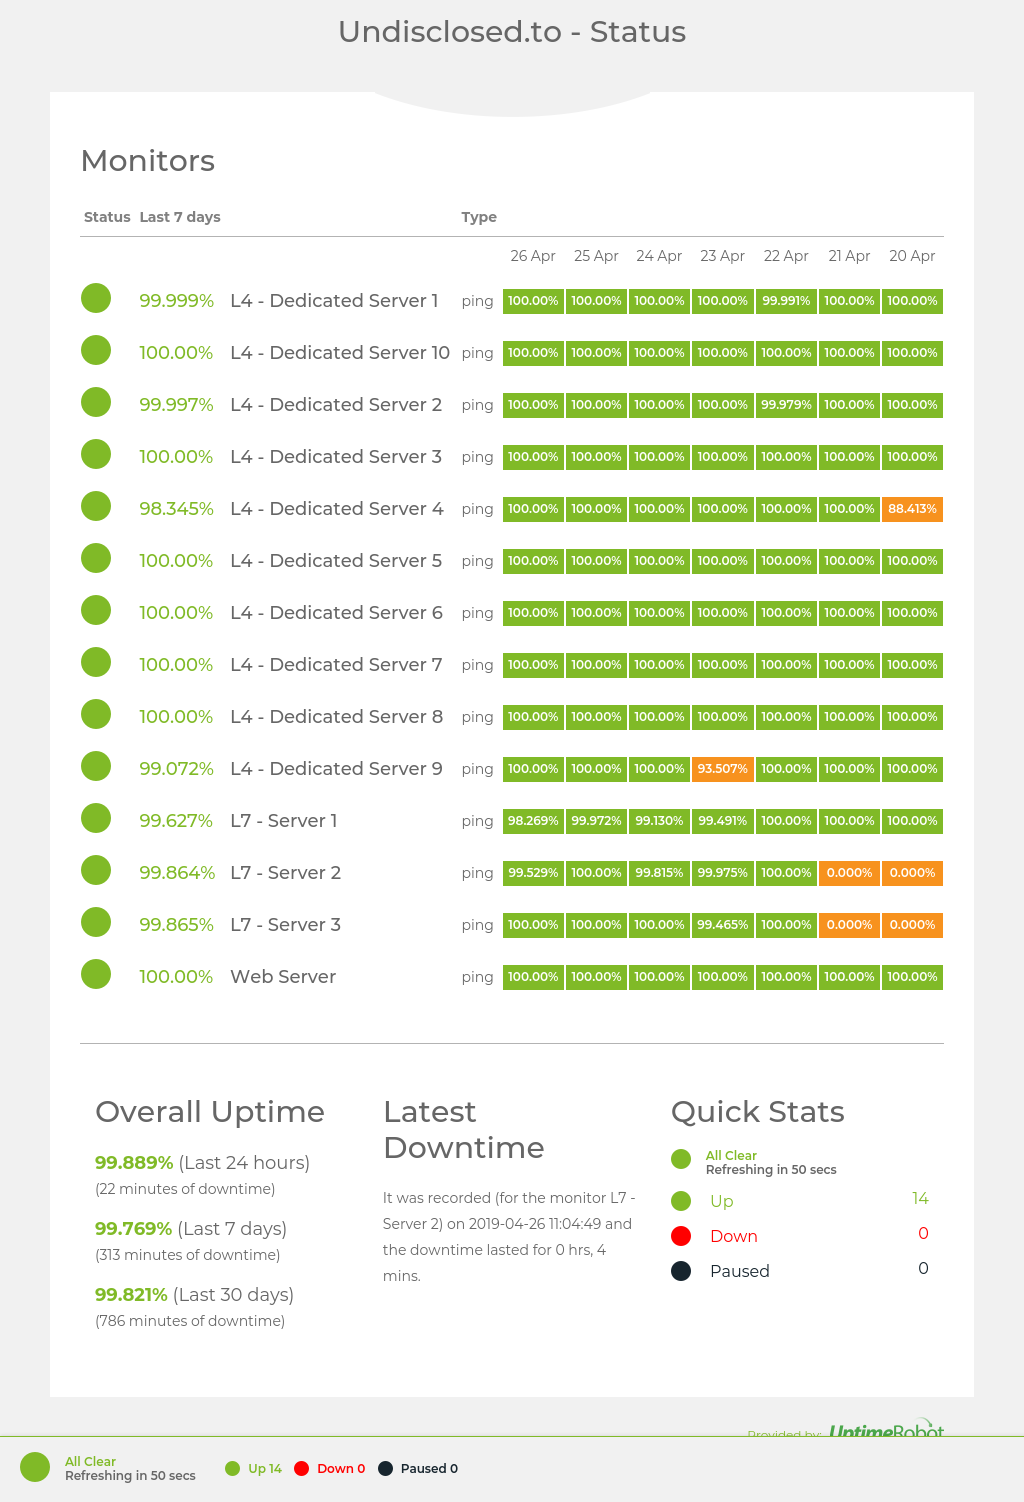 Undisclosed.to - Status
Monitors
Status Last 7 days Type
26 Apr 25 Apr 24 Apr 23 Apr 22 Apr 21 Apr 20 Apr
99.999% L4 - Dedicated Server 1 ping 100.00% 100.00% 100.00% 100.00% 99.991% 100.00% 100.00%
100.00% L4 - Dedicated Server 10 ping 100.00% 100.00% 100.00% 100.00% 100.00% 100.00% 100.00%
99.997% L4 - Dedicated Server 2 ping 100.00% 100.00% 100.00% 100.00% 99.979% 100.00% 100.00%
100.00% L4 - Dedicated Server 3 ping 100.00% 100.00% 100.00% 100.00% 100.00% 100.00% 100.00%
98.345% L4 - Dedicated Server 4 ping 100.00% 100.00% 100.00% 100.00% 100.00% 100.00% 88.413%
100.00% L4 - Dedicated Server 5 ping 100.00% 100.00% 100.00% 100.00% 100.00% 100.00% 100.00%
100.00% L4 - Dedicated Server 6 ping 100.00% 100.00% 100.00% 100.00% 100.00% 100.00% 100.00%
100.00% L4 - Dedicated Server 7 ping 100.00% 100.00% 100.00% 100.00% 100.00% 100.00% 100.00%
100.00% L4 - Dedicated Server 8 ping 100.00% 100.00% 100.00% 100.00% 100.00% 100.00% 100.00%
99.072% L4 - Dedicated Server 9 ping 100.00% 100.00% 100.00% 93.507% 100.00% 100.00% 100.00%
99.627% L7 - Server 1 ping 98.269% 99.972% 99.130% 99.491% 100.00% 100.00% 100.00%
99.864% L7 - Server 2 ping 99.529% 100.00% 99.815% 99.975% 100.00% 0.000% 0.000%
99.865% L7 - Server 3 ping 100.00% 100.00% 100.00% 99.465% 100.00% 0.000% 0.000%
100.00% Web Server ping 100.00% 100.00% 100.00% 100.00% 100.00% 100.00% 100.00%
Overall Uptime
99.889% (Last 24 hours)
(22 minutes of downtime)
99.769% (Last 7 days)
(313 minutes of downtime)
99.821% (Last 30 days)
(786 minutes of downtime)
Latest
Downtime
It was recorded (for the monitor L7 -
Server 2) on 2019-04-26 11:04:49 and
the downtime lasted for 0 hrs, 4
mins.
Quick Stats
All Clear
Refreshing in 50 secs
Up 14
Down 0
Paused 0
Provided by: UptimeRobot
All Clear
Refreshing in 50 secs
Up 14 Down 0 Paused 0